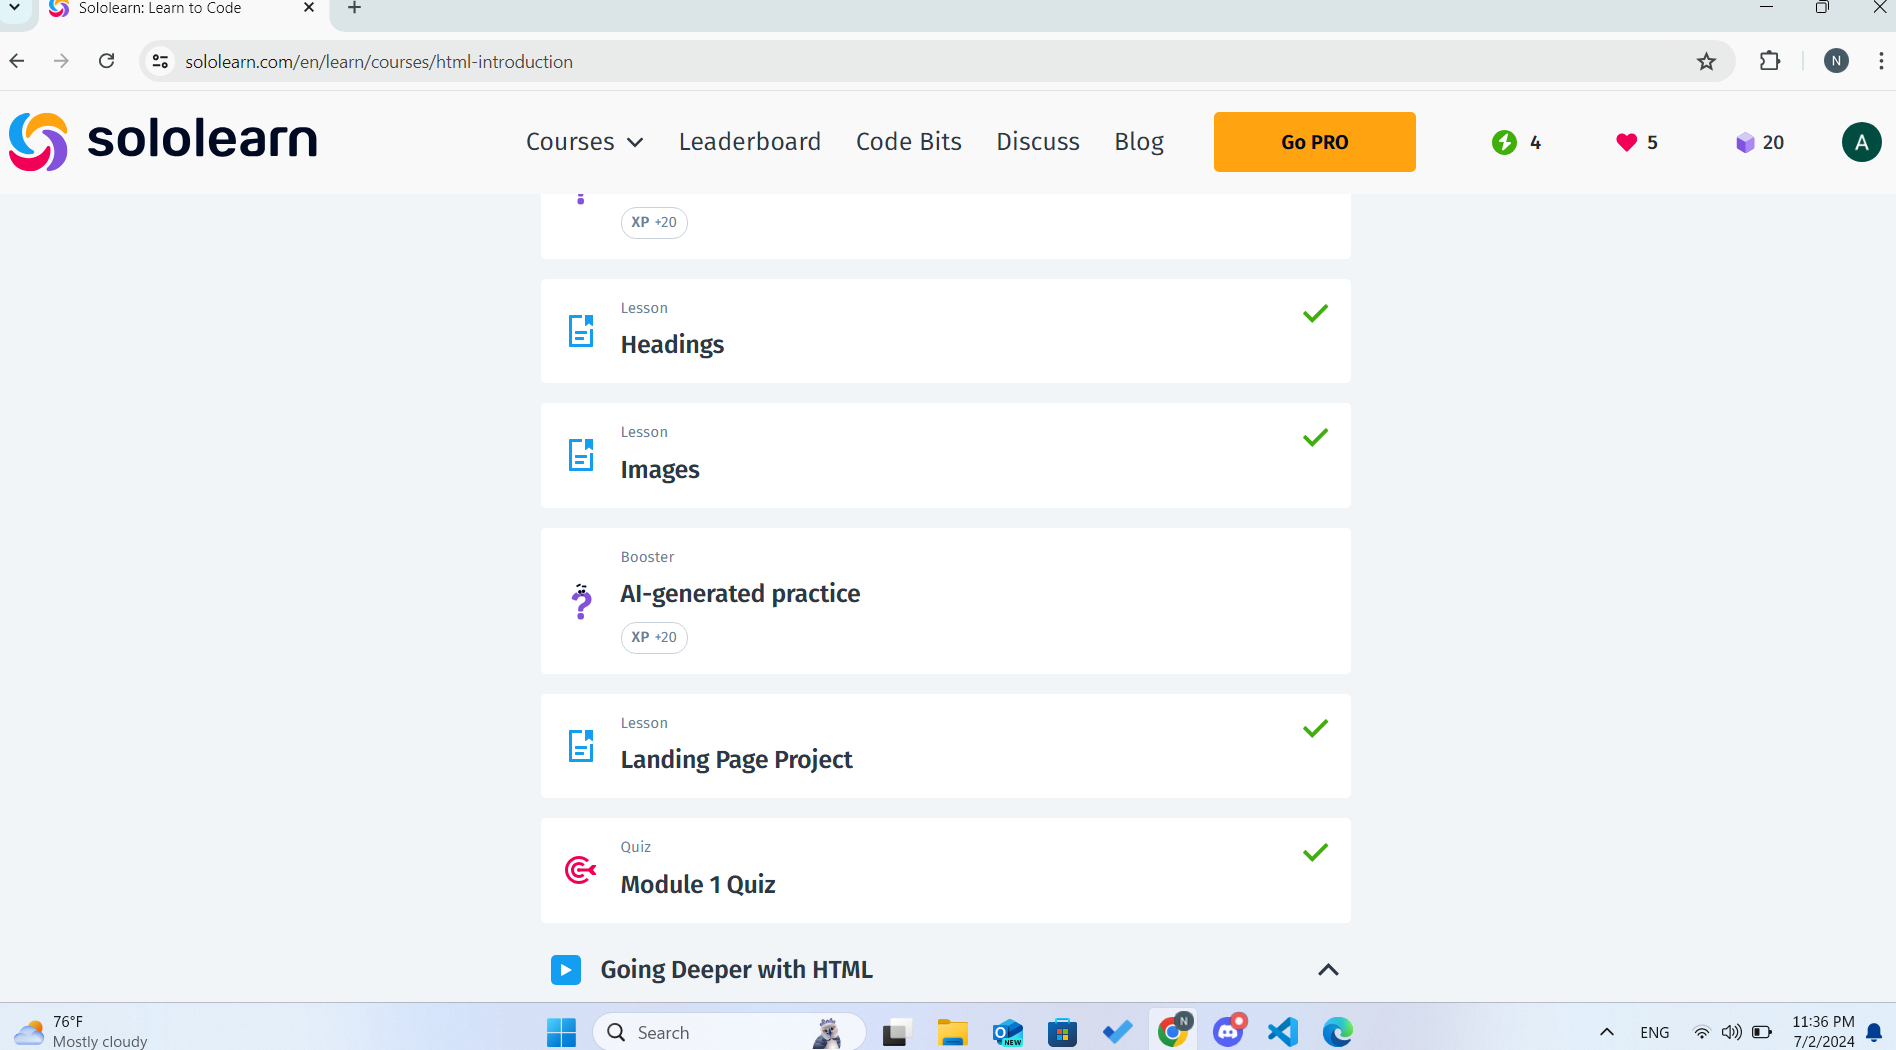 Sololearn: Learn to Code
sololearn.com/en/learn/courses/html-introduction
N
sololearn
Courses
Leaderboard
Code Bits
Discuss
Blog
Go PRO
4
5
20
A
XP +20
Lesson
Headings
Lesson
Images
Booster
AI-generated practice
XP +20
Lesson
Landing Page Project
Quiz
Module 1 Quiz
Going Deeper with HTML
76°F
Mostly cloudy
Search
NEW
N
ENG
11:36 PM
7/2/2024